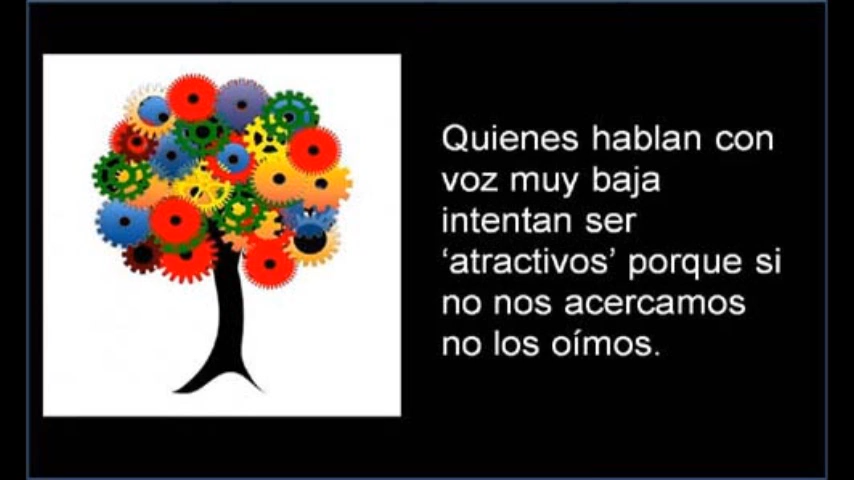 Quienes hablan con
voz muy baja
intentan ser
‘atractivos’ porque si
no nos acercamos
no los oímos.